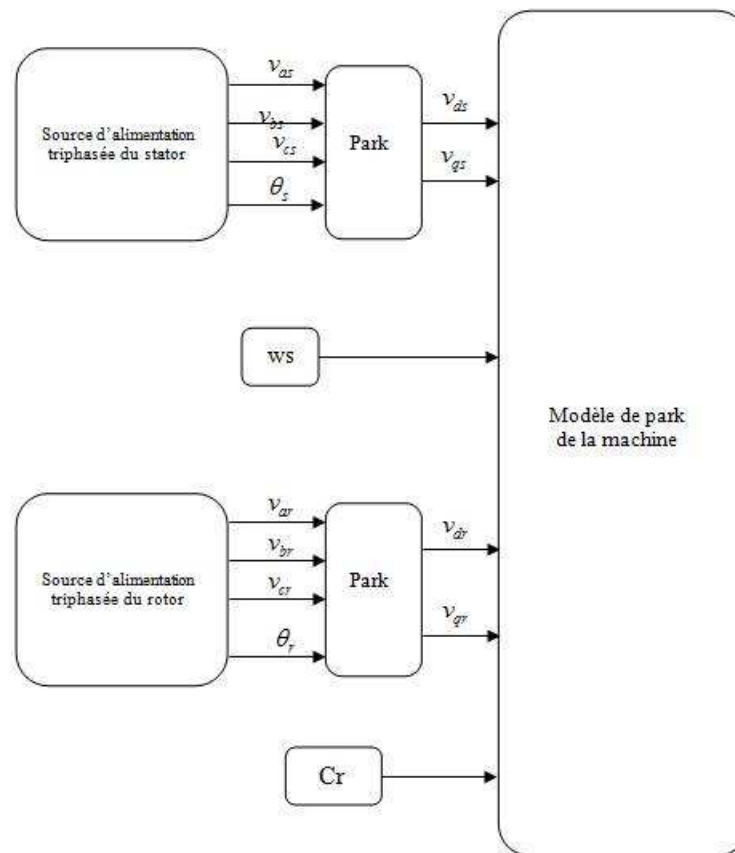 Source d'alimentation
triphasée du stator
v_as
v_bs
v_cs
θ_s
Park
v_ds
v_qs
ws
Modèle de park
de la machine
Source d'alimentation
triphasée du rotor
v_ar
v_br
v_cr
θ_r
Park
v_dr
v_qr
Cr